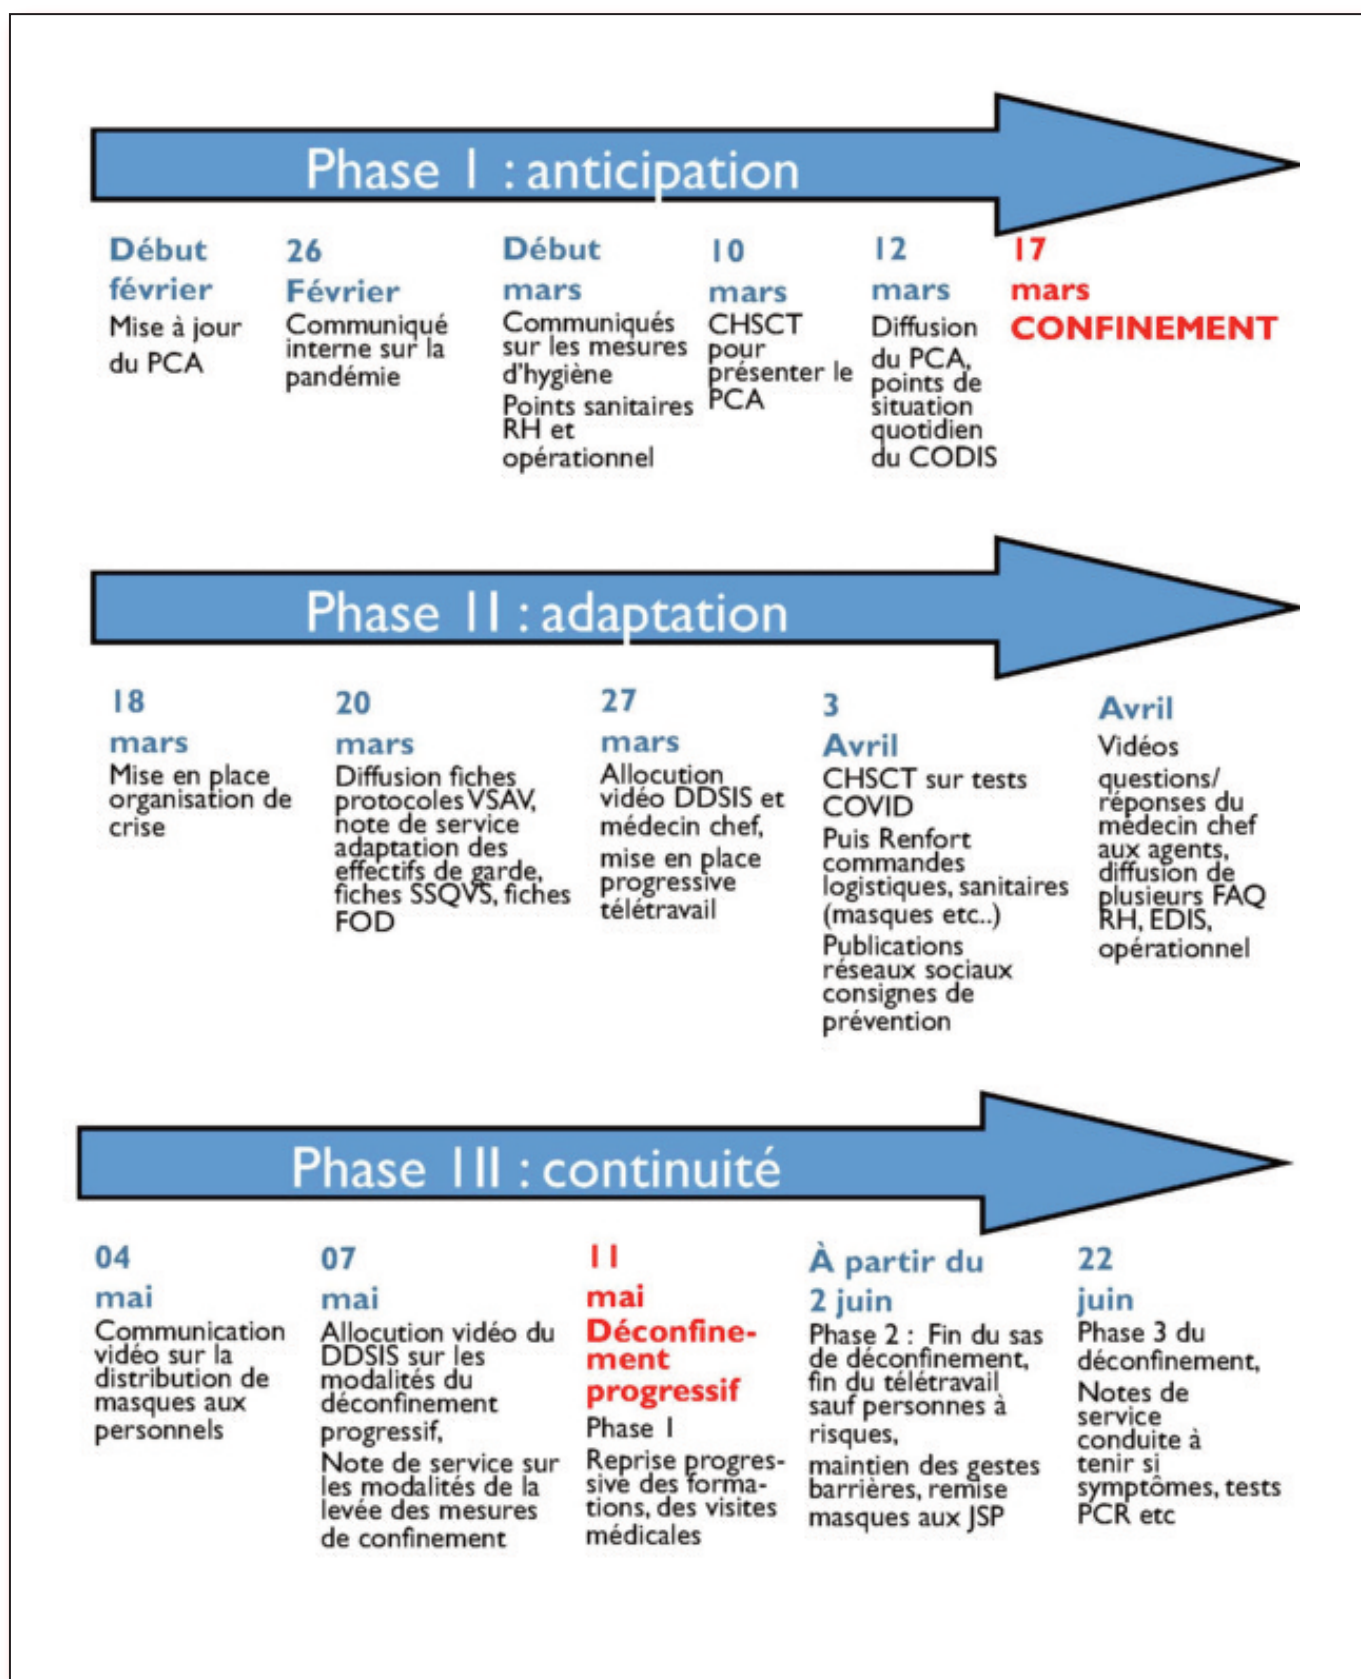 Phase I : anticipation
Début
février
Mise à jour
du PCA
26
Février
Communiqué
interne sur la
pandémie
Début
mars
Communiqués
sur les mesures
d'hygiène
Points sanitaires
RH et
opérationnel
10
mars
CHSCT
pour
présenter le
PCA
12
mars
Diffusion
du PCA,
points de
situation
quotidien
du CODIS
17
mars
CONFINEMENT
Phase II : adaptation
18
mars
Mise en place
organisation de
crise
20
mars
Diffusion fiches
protocoles VSAV,
note de service
adaptation des
effectifs de garde,
fiches SSQVS, fiches
FOD
27
mars
Allocution
vidéo DDSIS et
médecin chef,
mise en place
progressive
télétravail
3
Avril
CHSCT sur tests
COVID
Puis Renfort
commandes
logistiques, sanitaires
(masques etc..)
Publications
réseaux sociaux
consignes de
prévention
Avril
Vidéos
questions/
réponses du
médecin chef
aux agents,
diffusion de
plusieurs FAQ
RH, EDIS,
opérationnel
Phase III : continuité
04
mai
Communication
vidéo sur la
distribution de
masques aux
personnels
07
mai
Allocution vidéo du
DDSIS sur les
modalités du
déconfinement
progressif,
Note de service sur
les modalités de la
levée des mesures
de confinement
11
mai
Déconfine-
ment
progressif
Phase I
Reprise progres-
sive des forma-
tions, des visites
médicales
À partir du
2 juin
Phase 2 : Fin du sas
de déconfinement,
fin du télétravail
sauf personnes à
risques,
maintien des gestes
barrières, remise
masques aux JSP
22
juin
Phase 3 du
déconfinement,
Notes de
service
conduite à
tenir si
symptômes, tests
PCR etc